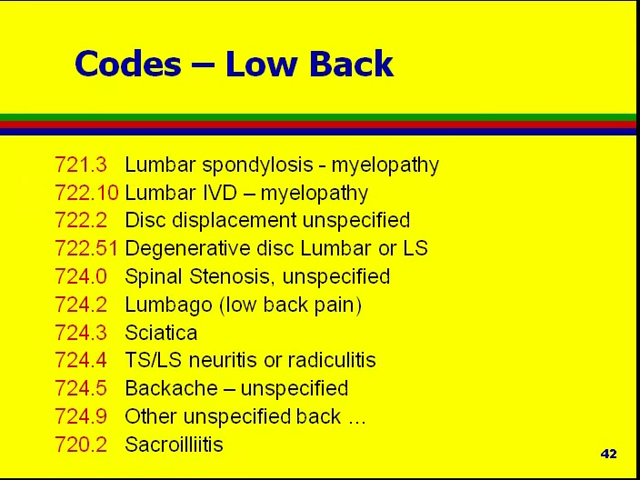 Codes – Low Back
721.3 Lumbar spondylosis - myelopathy
722.10 Lumbar IVD – myelopathy
722.2 Disc displacement unspecified
722.51 Degenerative disc Lumbar or LS
724.0 Spinal Stenosis, unspecified
724.2 Lumbago (low back pain)
724.3 Sciatica
724.4 TS/LS neuritis or radiculitis
724.5 Backache – unspecified
724.9 Other unspecified back …
720.2 Sacroilliitis
42